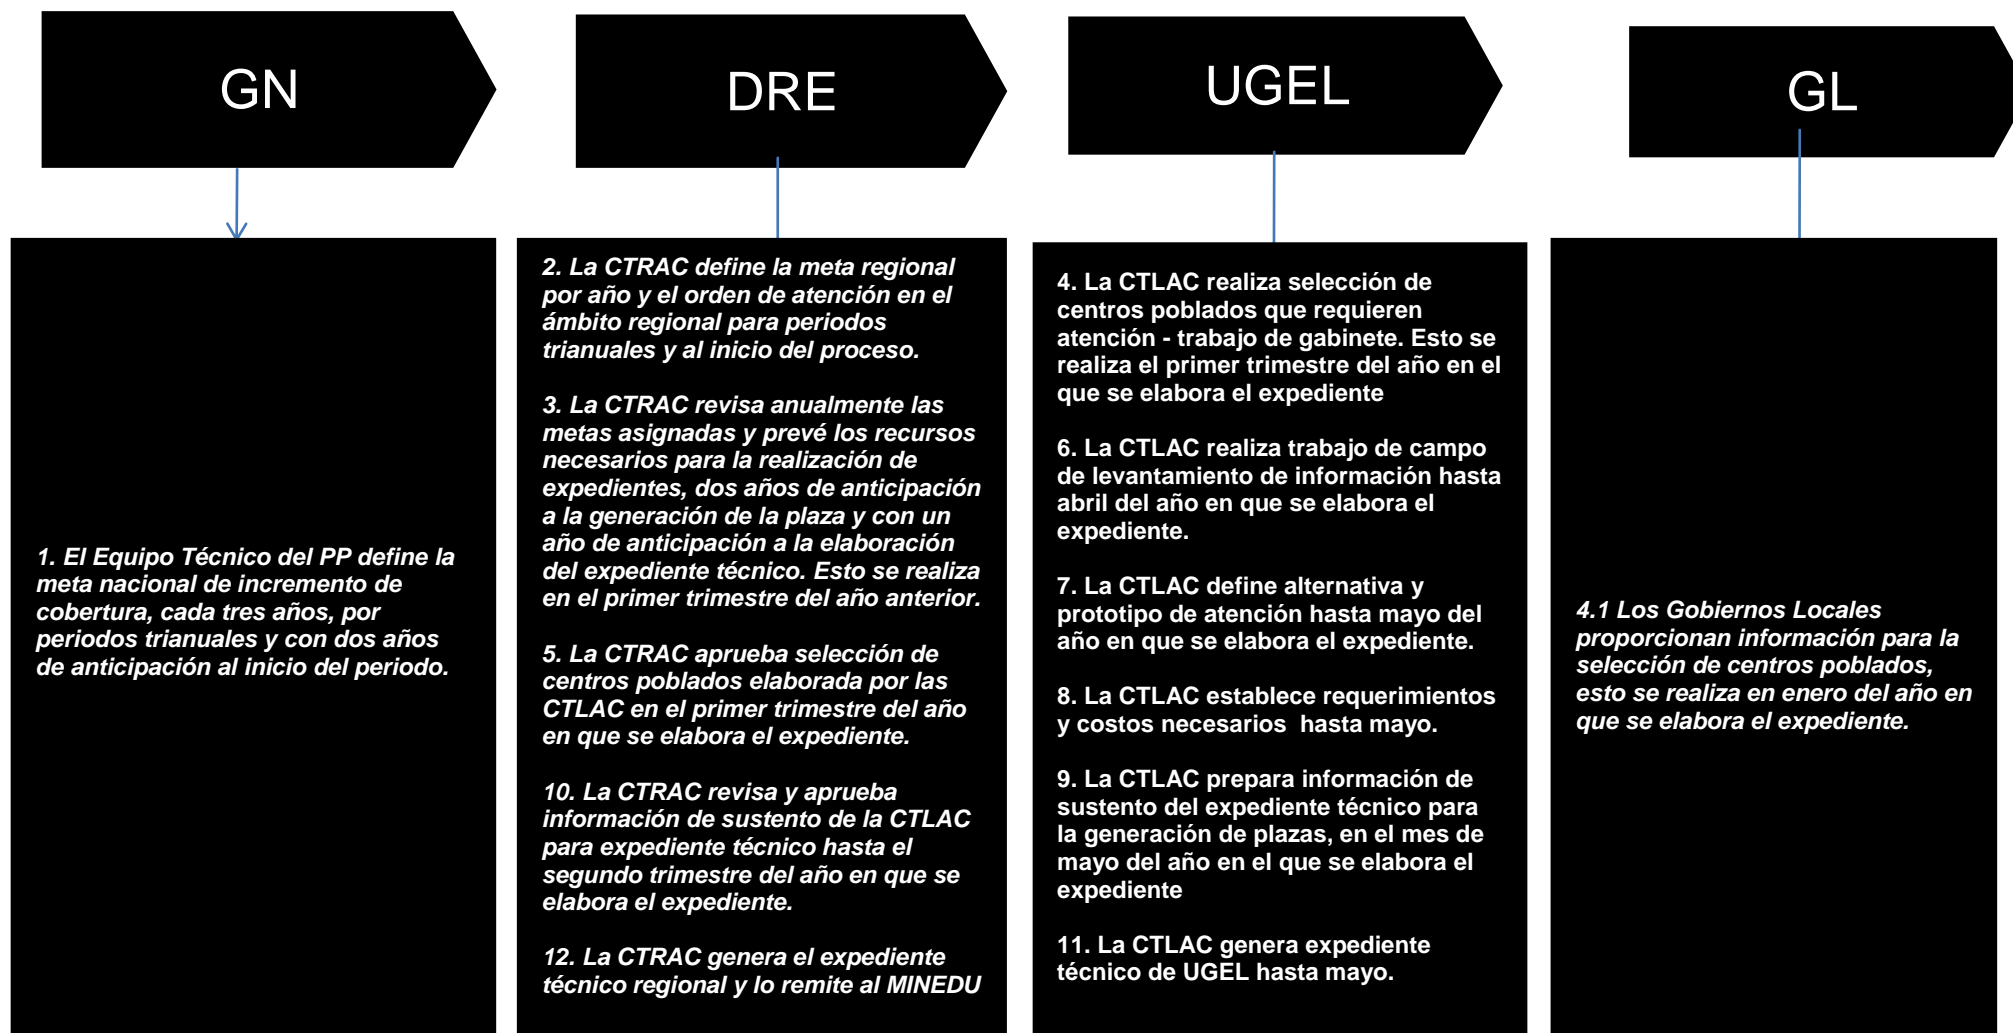 GN
DRE
UGEL
GL
1. El Equipo Técnico del PP define la
meta nacional de incremento de
cobertura, cada tres años, por
periodos trianuales y con dos años
de anticipación al inicio del periodo.
2. La CTRAC define la meta regional
por año y el orden de atención en el
ámbito regional para periodos
trianuales y al inicio del proceso.
3. La CTRAC revisa anualmente las
metas asignadas y prevé los recursos
necesarios para la realización de
expedientes, dos años de anticipación
a la generación de la plaza y con un
año de anticipación a la elaboración
del expediente técnico. Esto se realiza
en el primer trimestre del año anterior.
5. La CTRAC aprueba selección de
centros poblados elaborada por las
CTLAC en el primer trimestre del año
en que se elabora el expediente.
10. La CTRAC revisa y aprueba
información de sustento de la CTLAC
para expediente técnico hasta el
segundo trimestre del año en que se
elabora el expediente.
12. La CTRAC genera el expediente
técnico regional y lo remite al MINEDU
4. La CTLAC realiza selección de
centros poblados que requieren
atención - trabajo de gabinete. Esto se
realiza el primer trimestre del año en el
que se elabora el expediente
6. La CTLAC realiza trabajo de campo
de levantamiento de información hasta
abril del año en que se elabora el
expediente.
7. La CTLAC define alternativa y
prototipo de atención hasta mayo del
año en que se elabora el expediente.
8. La CTLAC establece requerimientos
y costos necesarios  hasta mayo.
9. La CTLAC prepara información de
sustento del expediente técnico para
la generación de plazas, en el mes de
mayo del año en el que se elabora el
expediente
11. La CTLAC genera expediente
técnico de UGEL hasta mayo.
4.1 Los Gobiernos Locales
proporcionan información para la
selección de centros poblados,
esto se realiza en enero del año en
que se elabora el expediente.